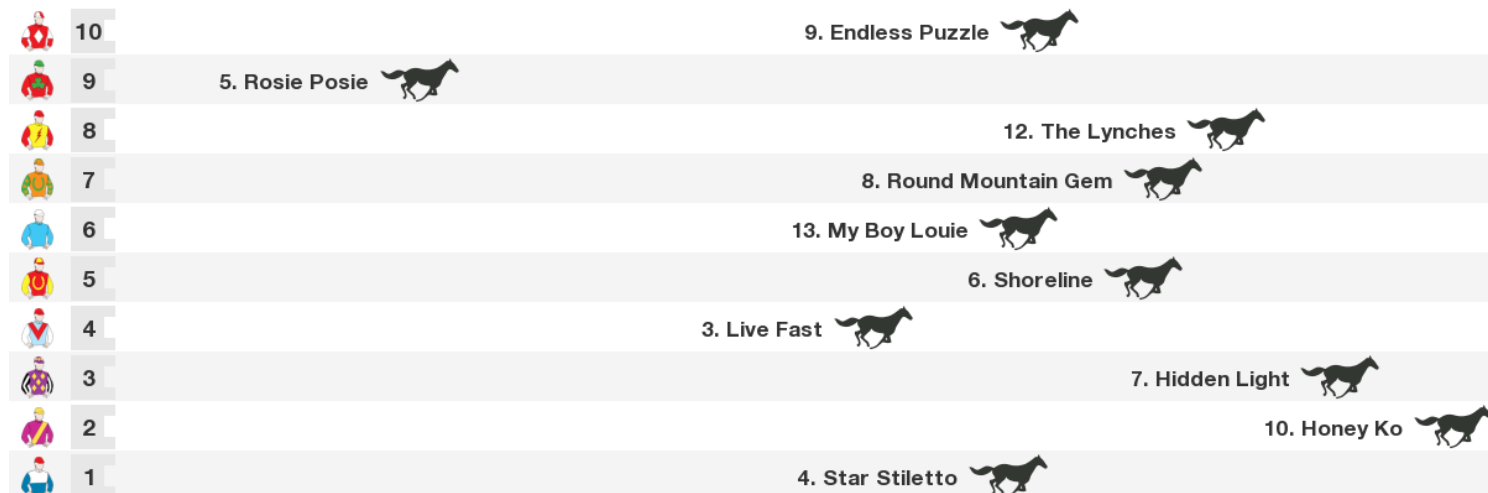 10 9. Endless Puzzle
9 5. Rosie Posie
8 12. The Lynches
7 8. Round Mountain Gem
6 13. My Boy Louie
5 6. Shoreline
4 3. Live Fast
3 7. Hidden Light
2 10. Honey Ko
1 4. Star Stiletto